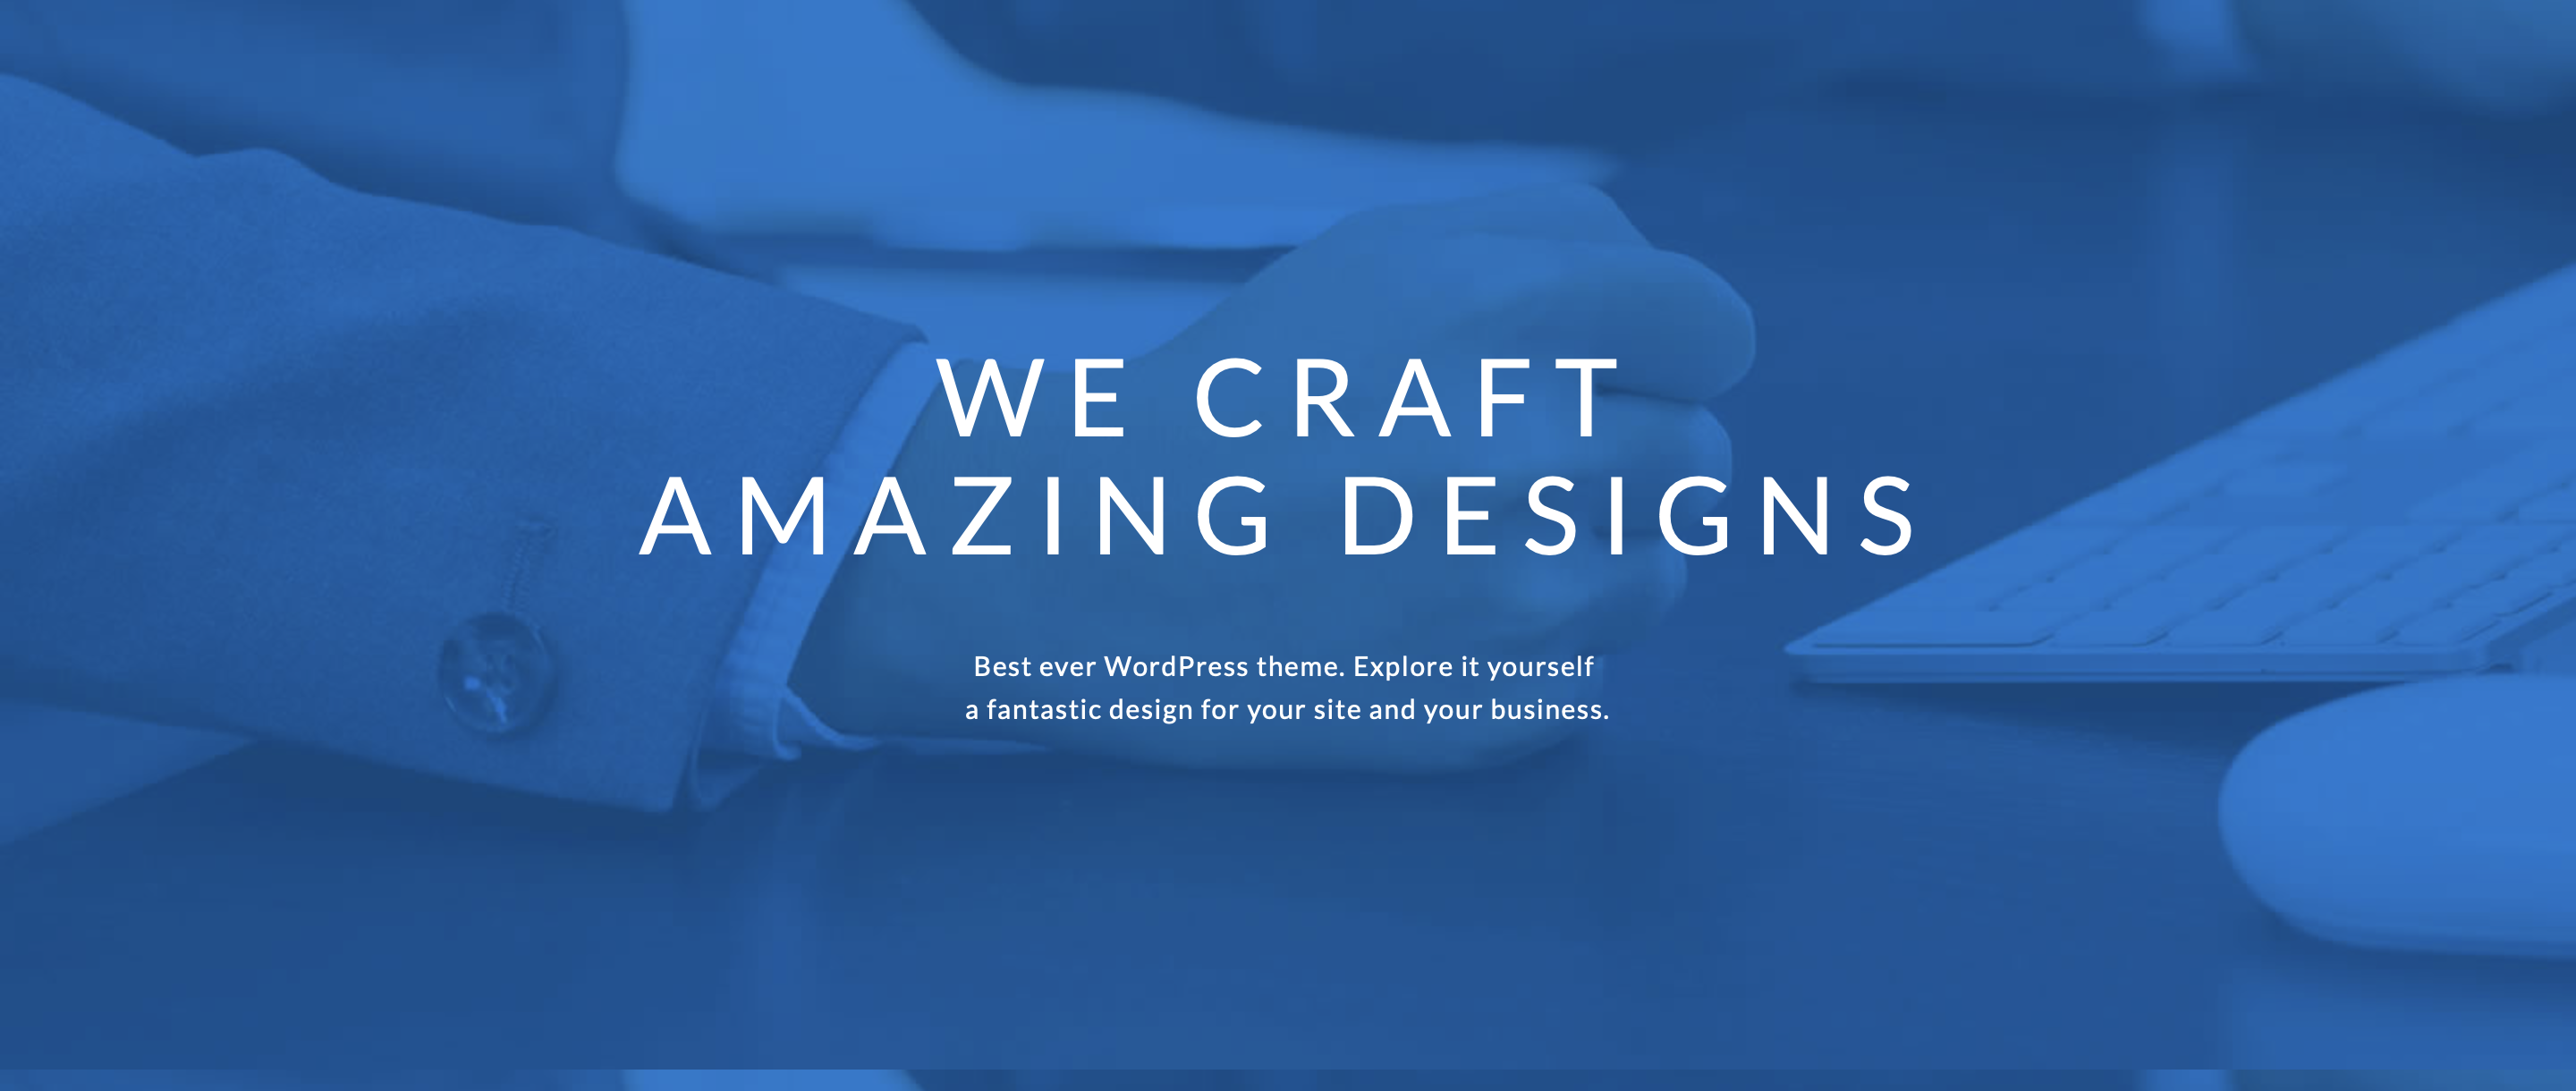 WE CRAFT
AMAZING DESIGNS
Best ever WordPress theme. Explore it yourself
a fantastic design for your site and your business.